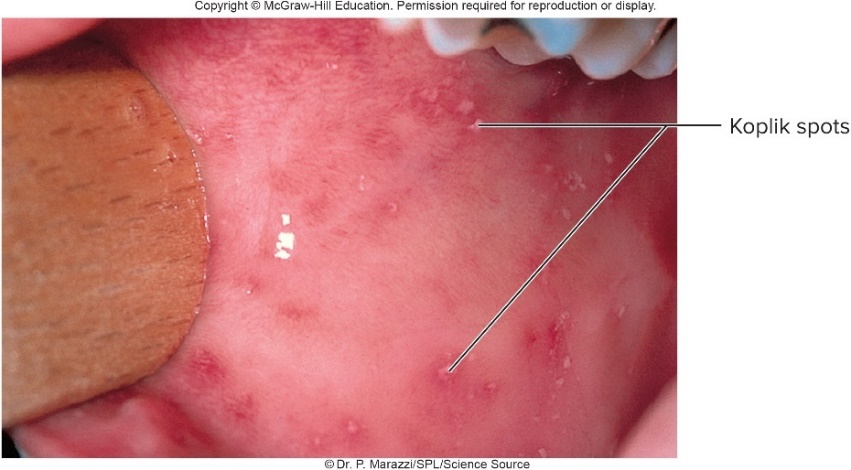 Copyright © McGraw-Hill Education. Permission required for reproduction or display.
Koplik spots
© Dr. P. Marazzi/SPL/Science Source